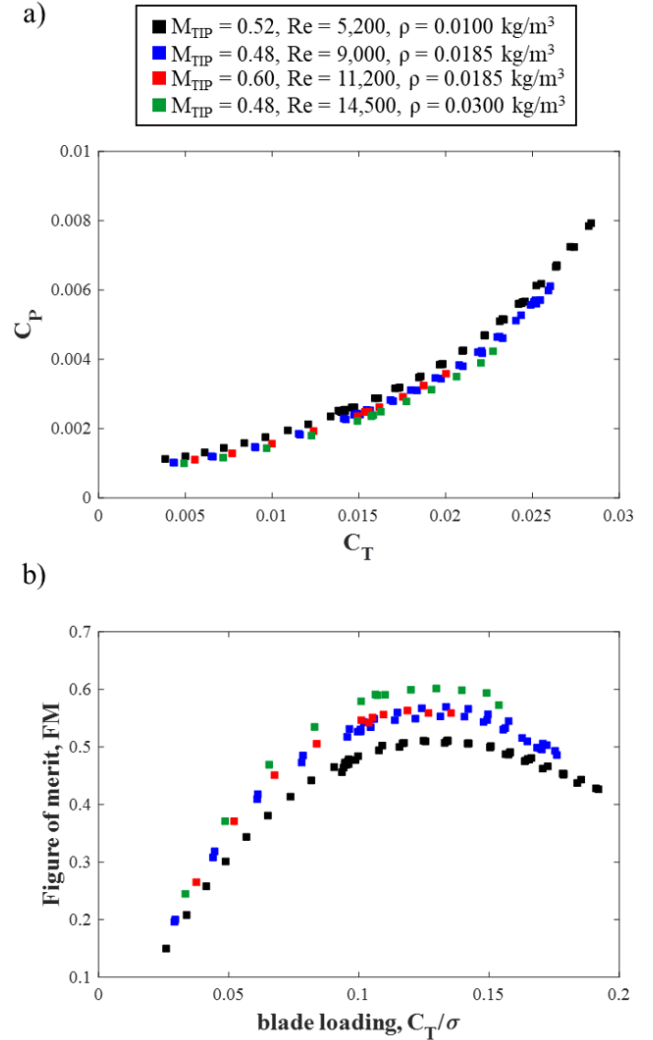 a)
M_TIP = 0.52, Re = 5,200, ρ = 0.0100 kg/m³
M_TIP = 0.48, Re = 9,000, ρ = 0.0185 kg/m³
M_TIP = 0.60, Re = 11,200, ρ = 0.0185 kg/m³
M_TIP = 0.48, Re = 14,500, ρ = 0.0300 kg/m³
0.01
0.008
0.006
0.004
0.002
0
C_P
0 0.005 0.01 0.015 0.02 0.025 0.03
C_T
b)
0.7
0.6
0.5
0.4
0.3
0.2
0.1
Figure of merit, FM
0 0.05 0.1 0.15 0.2
blade loading, C_T/σ